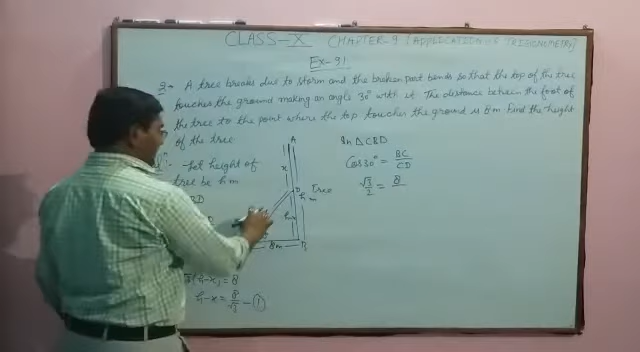 CLASS-X CHAPTER-9 (APPLICATION OF TRIGONOMETRY)
Ex-9.1
2 A tree breaks due to storm and the broken part bends so that the top of the tree
touches the ground making an angle 30° with it. The distance between the foot of
the tree to the point where the top touches the ground is 8m find the height
of the tree
Let height of
tree be h m
A
x
D
tree
h m
8m
In △CBD
Cos30° = BC/CD
√3/2 = 8/
= 8
h-x = 8/√3 - ①